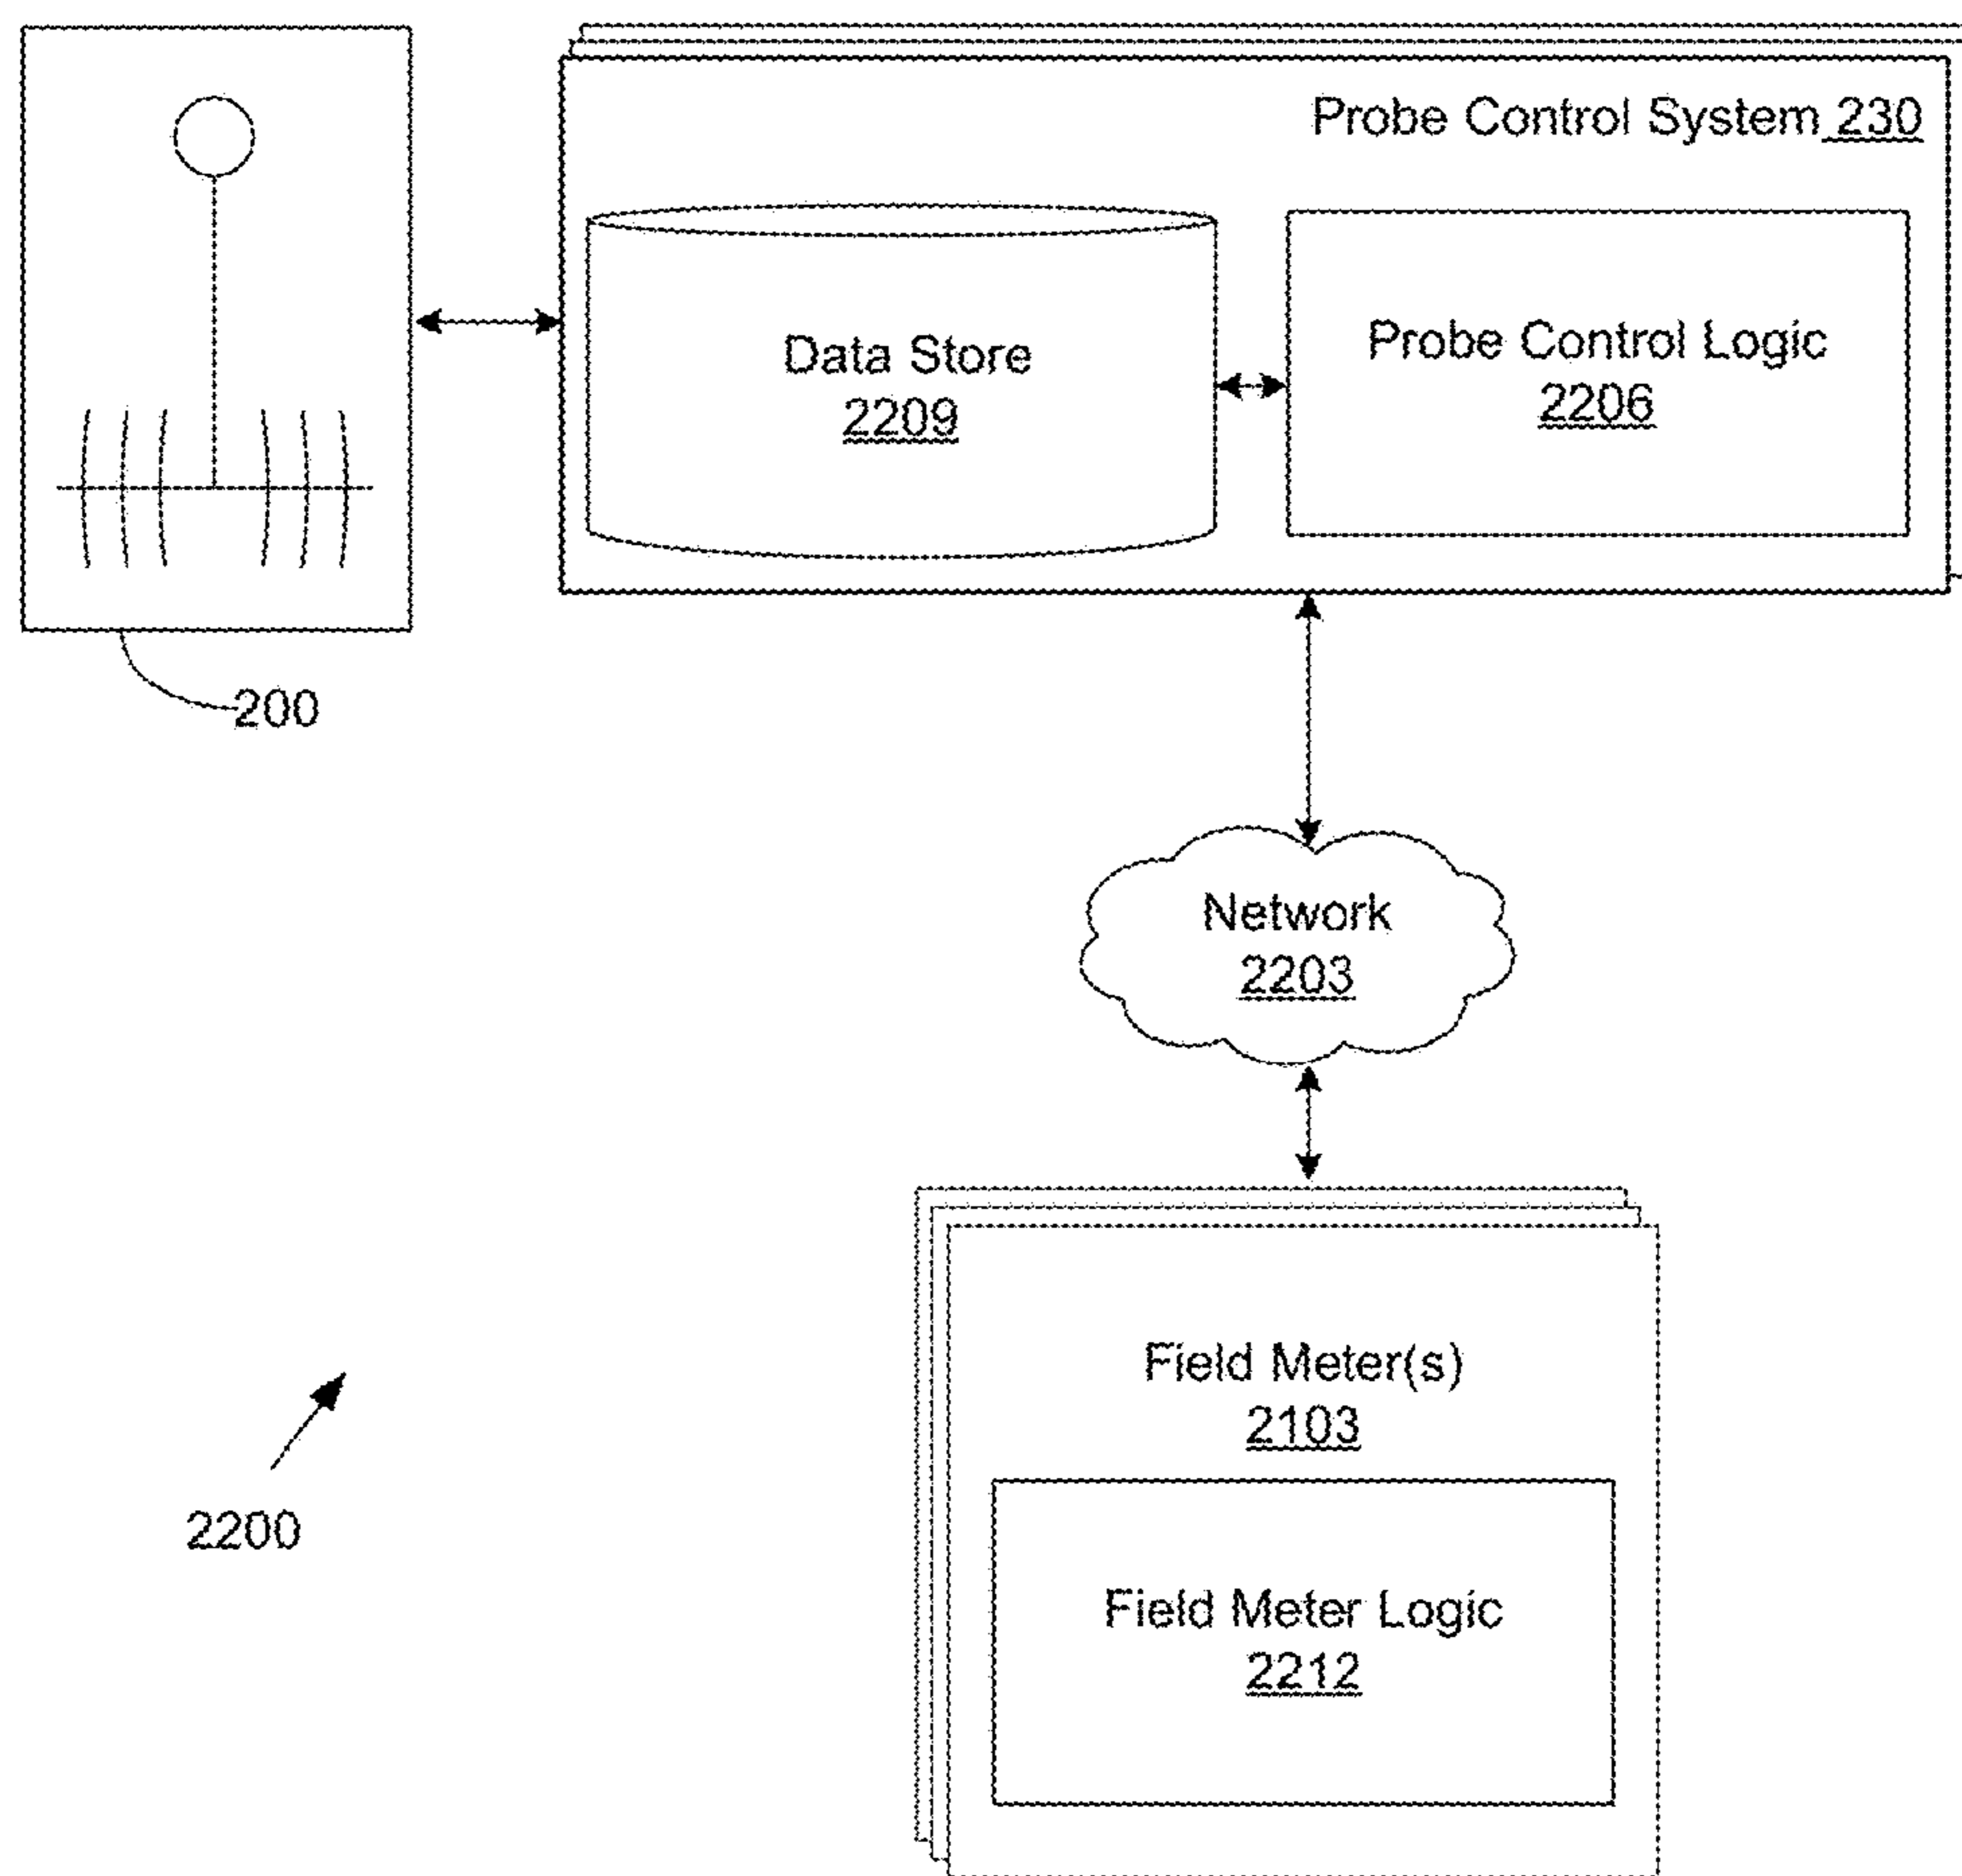 Probe Control System 230
Data Store
2209
Probe Control Logic
2206
200
Network
2203
Field Meter(s)
2103
2200
Field Meter Logic
2212